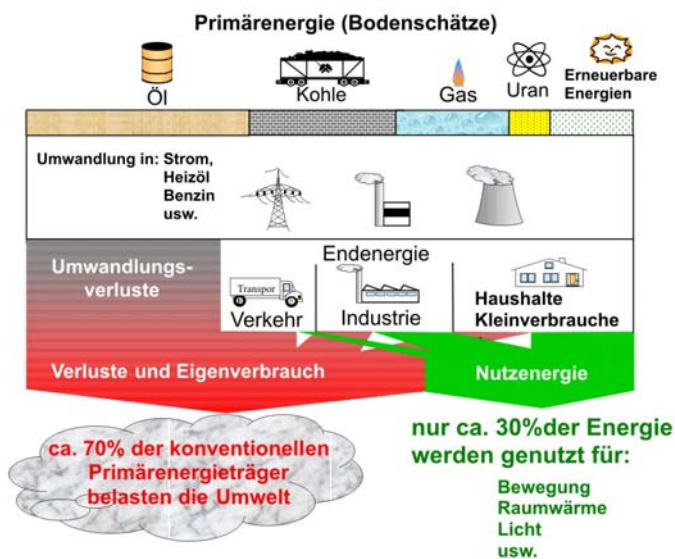 Primärenergie (Bodenschätze)
Öl
Kohle
Gas
Uran
Erneuerbare
Energien
Umwandlung in: Strom,
Heizöl
Benzin
usw.
Umwandlungs-
verluste
Endenergie
Transpor
Verkehr
Industrie
Haushalte
Kleinverbrauche
Verluste und Eigenverbrauch
Nutzenergie
ca. 70% der konventionellen
Primärenergieträger
belasten die Umwelt
nur ca. 30%der Energie
werden genutzt für:
Bewegung
Raumwärme
Licht
usw.